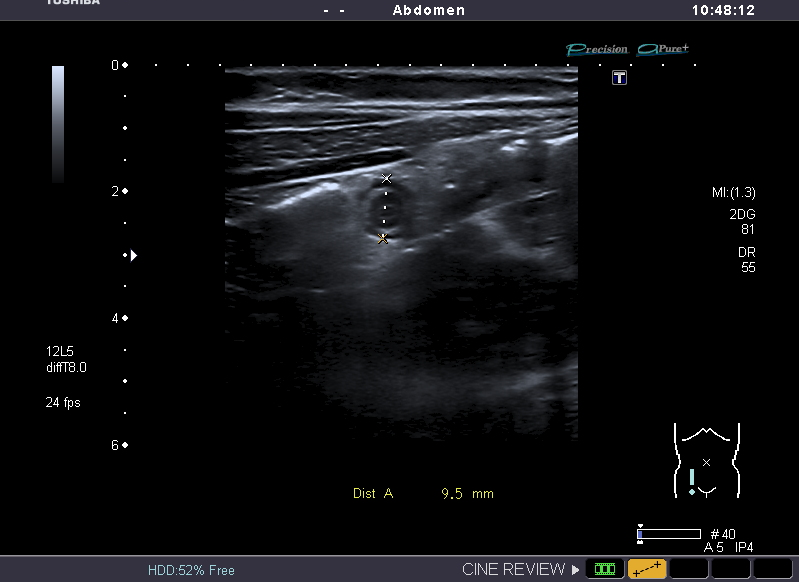 TOSHIBA
- - Abdomen 10:48:12
Precision APure+
T
0
2
4
6
MI:(1.3)
2DG
81
DR
55
12L5
diffT8.0
24 fps
Dist A 9.5 mm
#40
A 5 IP4
HDD:52% Free
CINE REVIEW